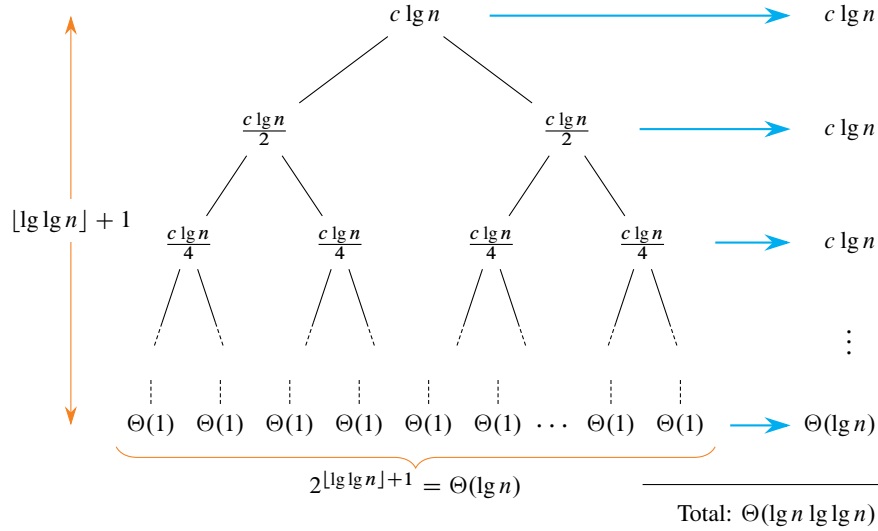 c lg n c lg n
c lg n / 2 c lg n / 2 c lg n
⌊lg lg n⌋ + 1
c lg n / 4 c lg n / 4 c lg n / 4 c lg n / 4 c lg n
⋮
Θ(1) Θ(1) Θ(1) Θ(1) Θ(1) Θ(1) ··· Θ(1) Θ(1) Θ(lg n)
2^{⌊lg lg n⌋+1} = Θ(lg n)
Total: Θ(lg n lg lg n)